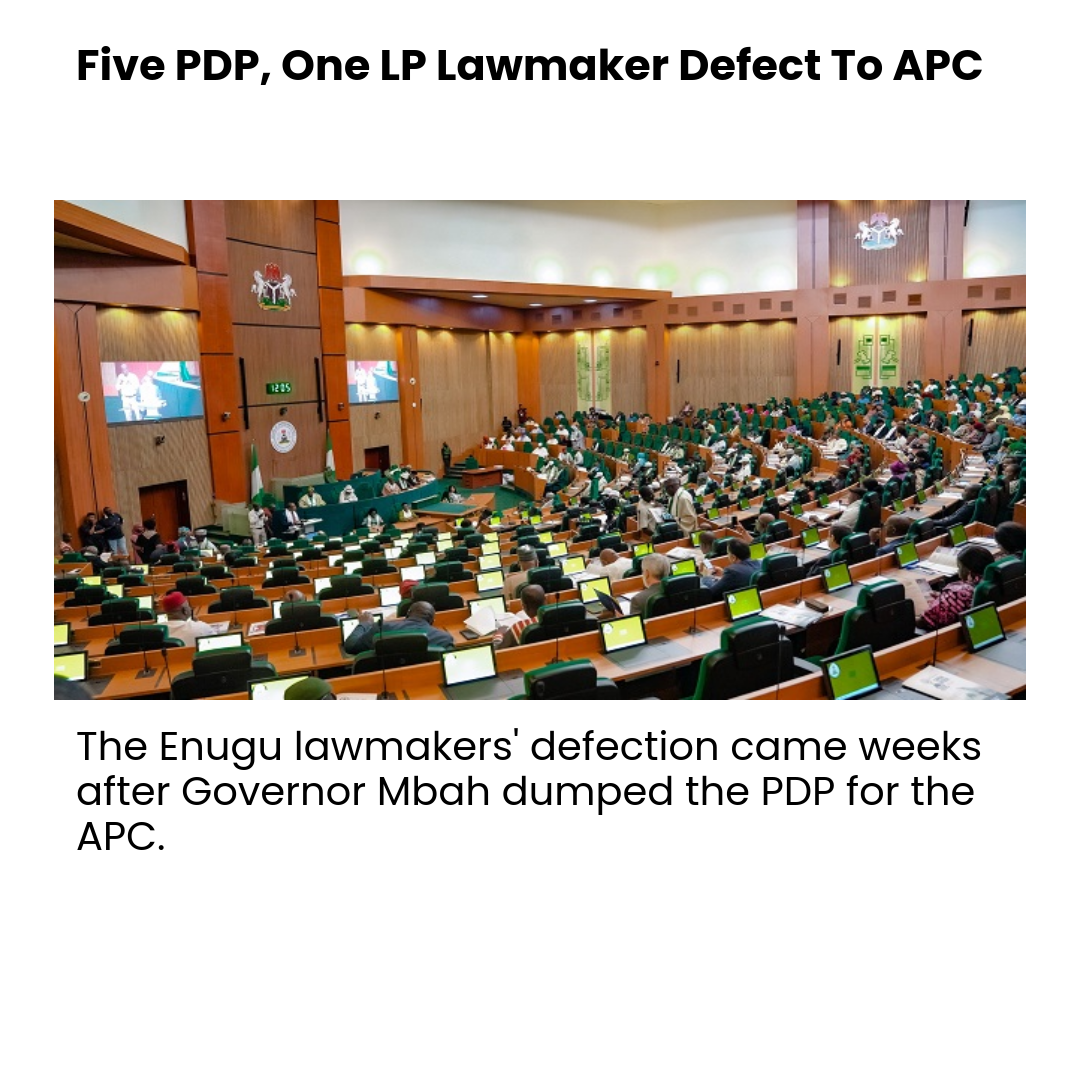 Five PDP, One LP Lawmaker Defect To APC
12:05
The Enugu lawmakers' defection came weeks
after Governor Mbah dumped the PDP for the
APC.